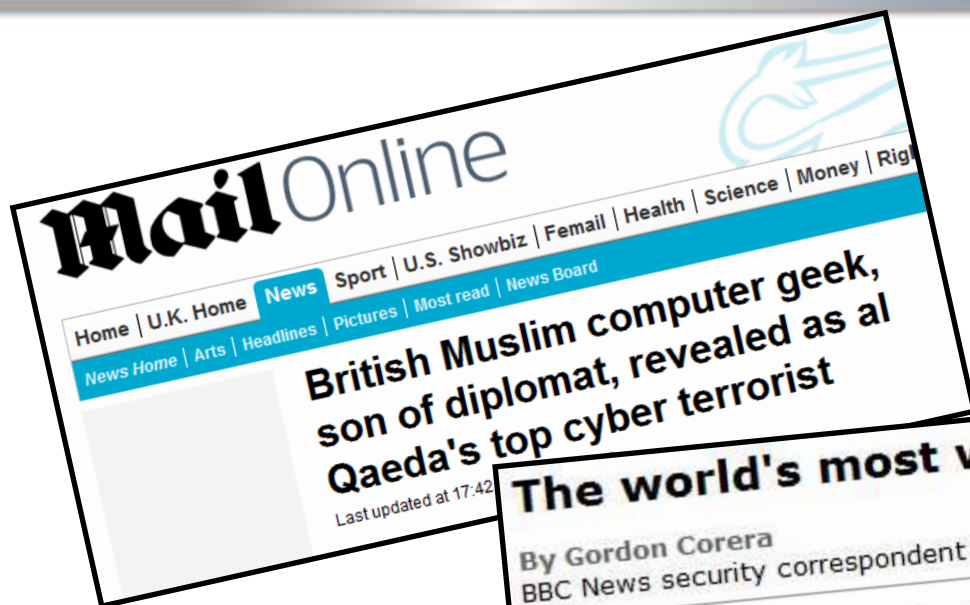 Mail Online
Home | U.K. Home | News | Sport | U.S. Showbiz | Femail | Health | Science | Money
News Home | Arts | Headlines | Pictures | Most read | News Board
British Muslim computer geek,
son of diplomat, revealed as al
Qaeda's top cyber terrorist
Last updated at 17:42
The world's most
By Gordon Corera
BBC News security correspondent